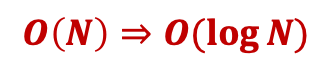 O(N) ⇒ O(log N)